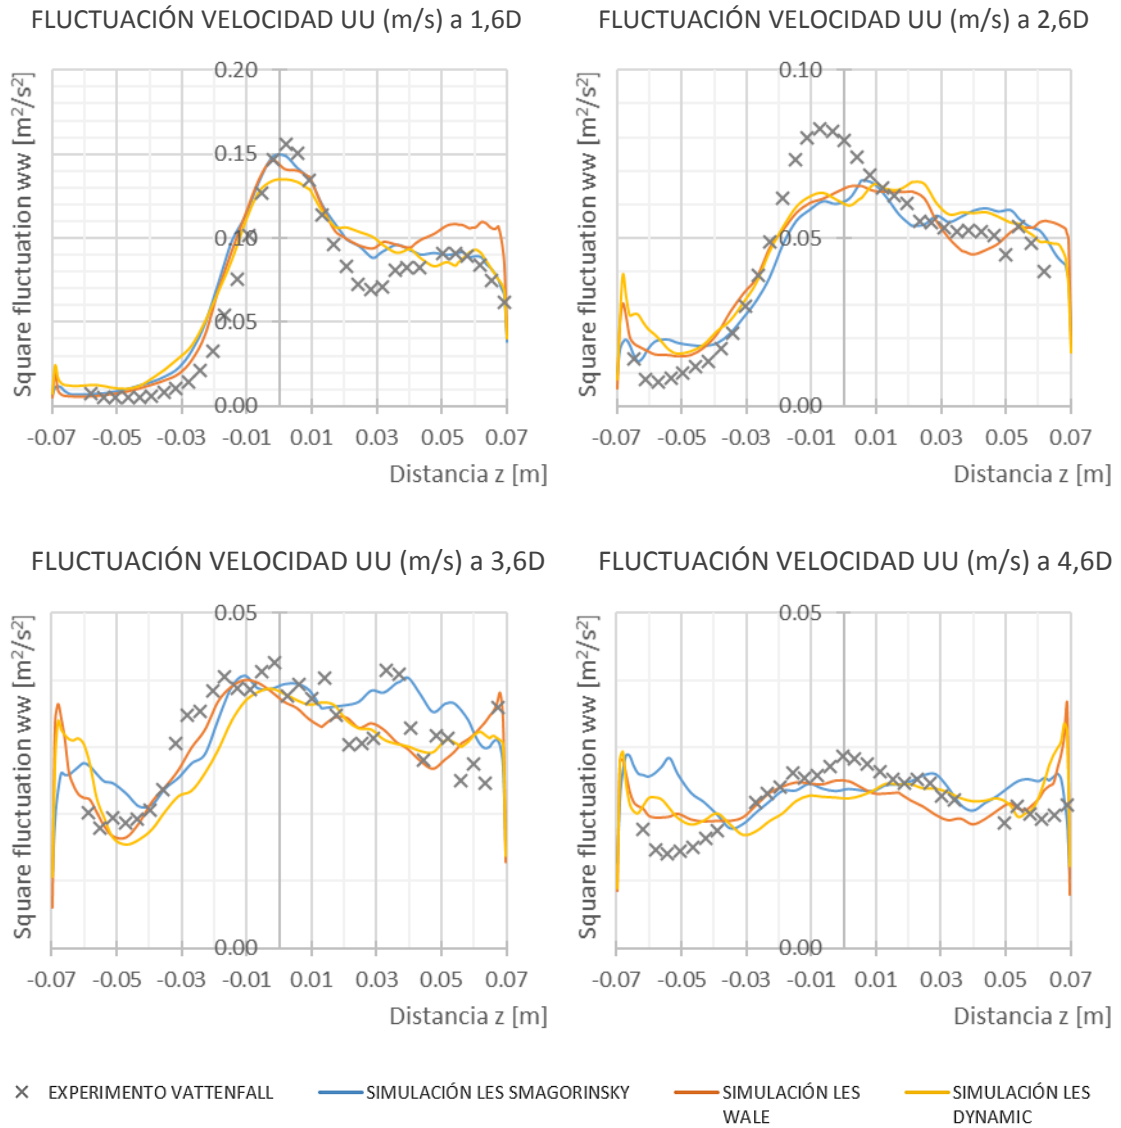 FLUCTUACIÓN VELOCIDAD UU (m/s) a 1,6D
Square fluctuation ww [m²/s²]
0.20
0.15
0.10
0.05
0.00
-0.07 -0.05 -0.03 -0.01 0.01 0.03 0.05 0.07
Distancia z [m]
FLUCTUACIÓN VELOCIDAD UU (m/s) a 2,6D
Square fluctuation ww [m²/s²]
0.10
0.05
0.00
-0.07 -0.05 -0.03 -0.01 0.01 0.03 0.05 0.07
Distancia z [m]
FLUCTUACIÓN VELOCIDAD UU (m/s) a 3,6D
Square fluctuation ww [m²/s²]
0.05
0.00
-0.07 -0.05 -0.03 -0.01 0.01 0.03 0.05 0.07
Distancia z [m]
FLUCTUACIÓN VELOCIDAD UU (m/s) a 4,6D
Square fluctuation ww [m²/s²]
0.05
0.00
-0.07 -0.05 -0.03 -0.01 0.01 0.03 0.05 0.07
Distancia z [m]
EXPERIMENTO VATTENFALL
SIMULACIÓN LES SMAGORINSKY
SIMULACIÓN LES
WALE
SIMULACIÓN LES
DYNAMIC